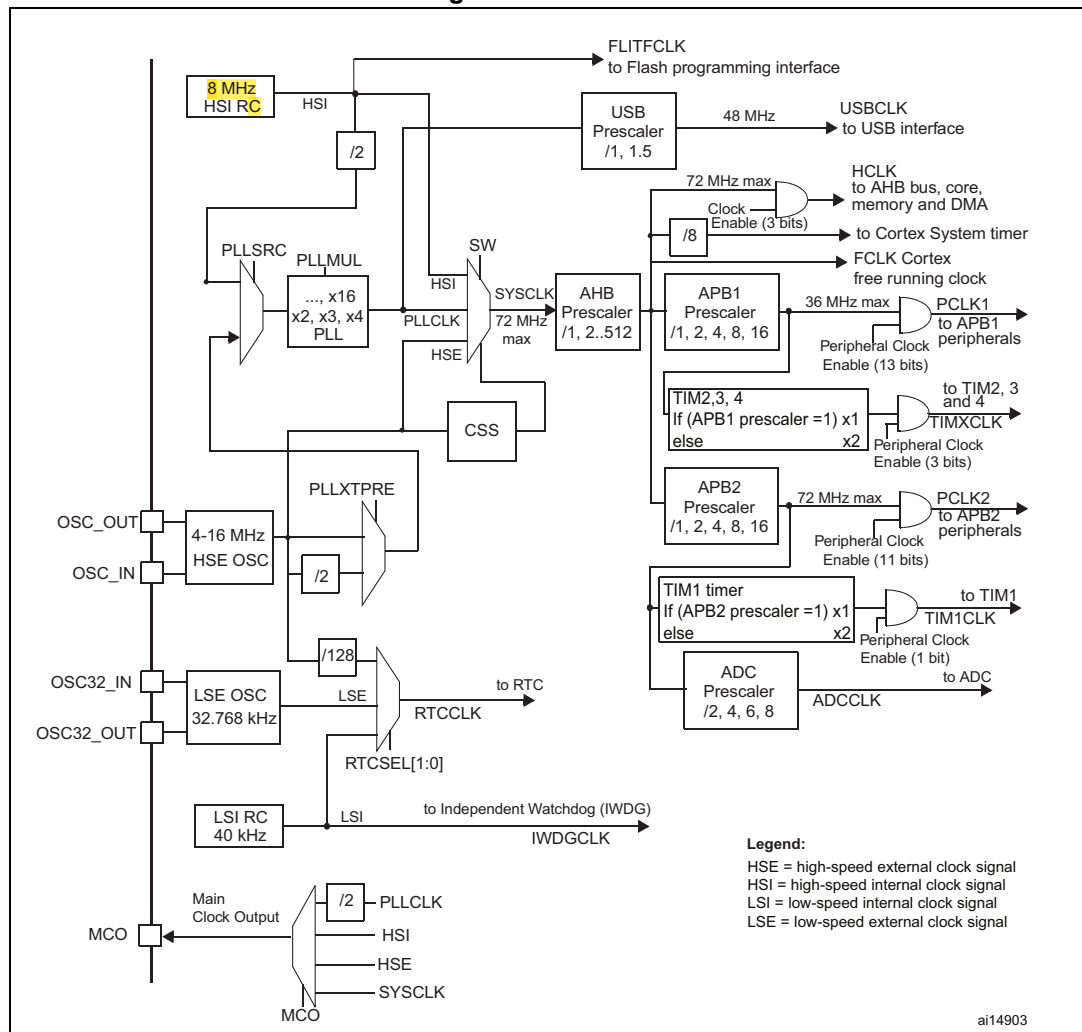 FLITFCLK
to Flash programming interface
8 MHz
HSI RC
HSI
/2
USB
Prescaler
/1, 1.5
48 MHz
USBCLK
to USB interface
72 MHz max
Clock
Enable (3 bits)
HCLK
to AHB bus, core,
memory and DMA
/8
to Cortex System timer
FCLK Cortex
free running clock
PLLSRC
PLLMUL
..., x16
x2, x3, x4
PLL
SW
HSI
PLLCLK
HSE
SYSCLK
72 MHz
max
AHB
Prescaler
/1, 2..512
APB1
Prescaler
/1, 2, 4, 8, 16
36 MHz max
PCLK1
to APB1
peripherals
Peripheral Clock
Enable (13 bits)
TIM2,3, 4
If (APB1 prescaler =1) x1
else x2
to TIM2, 3
and 4
TIMXCLK
Peripheral Clock
Enable (3 bits)
CSS
PLLXTPRE
OSC_OUT
OSC_IN
4-16 MHz
HSE OSC
/2
APB2
Prescaler
/1, 2, 4, 8, 16
72 MHz max
PCLK2
to APB2
peripherals
Peripheral Clock
Enable (11 bits)
TIM1 timer
If (APB2 prescaler =1) x1
else x2
to TIM1
TIM1CLK
Peripheral Clock
Enable (1 bit)
ADC
Prescaler
/2, 4, 6, 8
to ADC
ADCCLK
/128
OSC32_IN
OSC32_OUT
LSE OSC
32.768 kHz
LSE
to RTC
RTCCLK
RTCSEL[1:0]
LSI RC
40 kHz
LSI
to Independent Watchdog (IWDG)
IWDGCLK
Legend:
HSE = high-speed external clock signal
HSI = high-speed internal clock signal
LSI = low-speed internal clock signal
LSE = low-speed external clock signal
Main
Clock Output
MCO
/2
PLLCLK
HSI
HSE
SYSCLK
MCO
ai14903